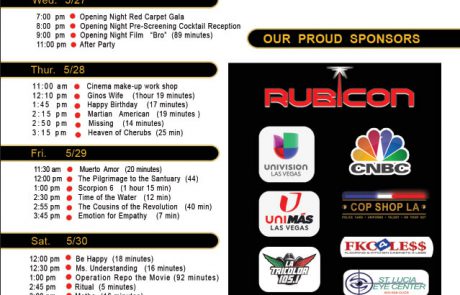 Wed. 5/27
7:00 pm Opening Night Red Carpet Gala
8:00 pm Opening Night Pre-Screening Cocktail Reception
9:00 pm Opening Night Film "Bro" (89 minutes)
11:00 pm After Party
Thur. 5/28
11:00 am Cinema make-up work shop
12:10 pm Ginos Wife (1hour 19 minutes)
1:45 pm Happy Birthday (17 minutes)
2:15 pm Martian American (19 minutes)
2:50 pm Missing (14 minutes)
3:15 pm Heaven of Cherubs (25 min)
Fri. 5/29
11:30 am Muerto Amor (20 minutes)
12:00 pm The Pilgrimage to the Santuary (44)
1:00 pm Scorpion 6 (1 hour 15 min)
2:30 pm Time of the Water (12 min)
2:55 pm The Cousins of the Revolution (40 min)
3:45 pm Emotion for Empathy (7 min)
Sat. 5/30
12:00 pm Be Happy (18 minutes)
12:30 pm Ms. Understanding (16 minutes)
1:00 pm Operation Repo the Movie (92 minutes)
2:45 pm Ritual (5 minutes)
OUR PROUD SPONSORS
RUBICON
UNIVISION
LAS VEGAS
CNBC
UNIMÁS
LAS VEGAS
COP SHOP LA
LA TRICOLOR
105.1
ST. LUCIA
EYE CENTER